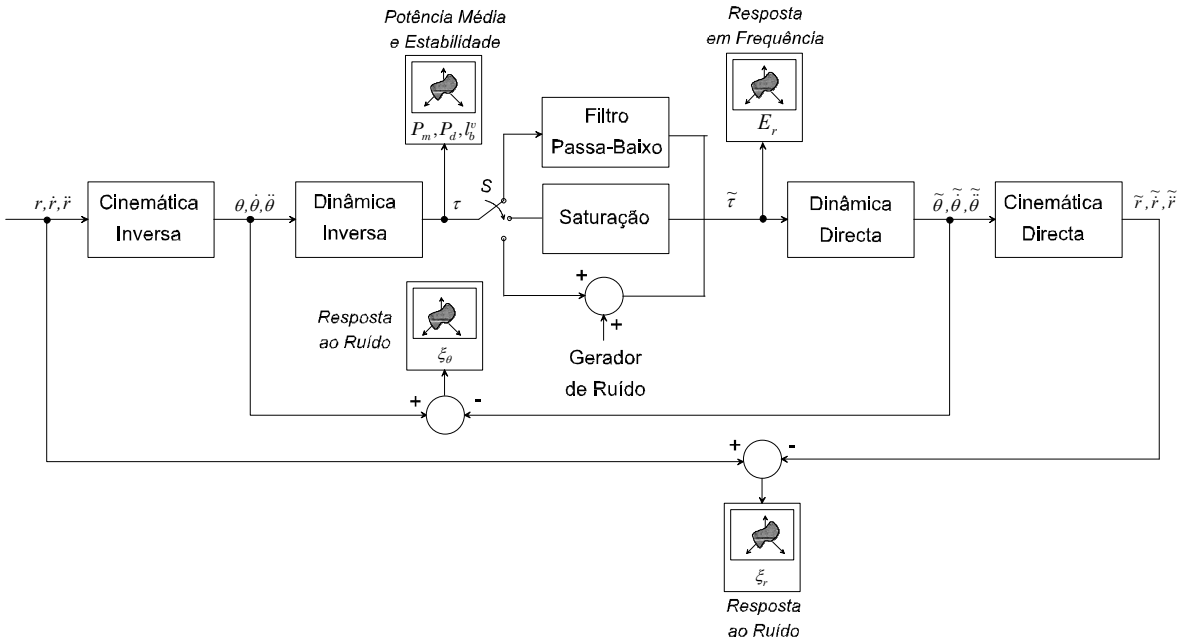 Potência Média
e Estabilidade
P_m, P_d, l_b^v
Resposta
em Frequência
E_r
Filtro
Passa-Baixo
S
r, ṙ, r̈
Cinemática
Inversa
θ, θ̇, θ̈
Dinâmica
Inversa
τ
Saturação
τ̃
Dinâmica
Directa
θ̃, θ̇̃, θ̈̃
Cinemática
Directa
r̃, ṙ̃, r̈̃
+
+
Gerador
de Ruído
Resposta
ao Ruído
ξ_θ
+ -
+ -
ξ_r
Resposta
ao Ruído